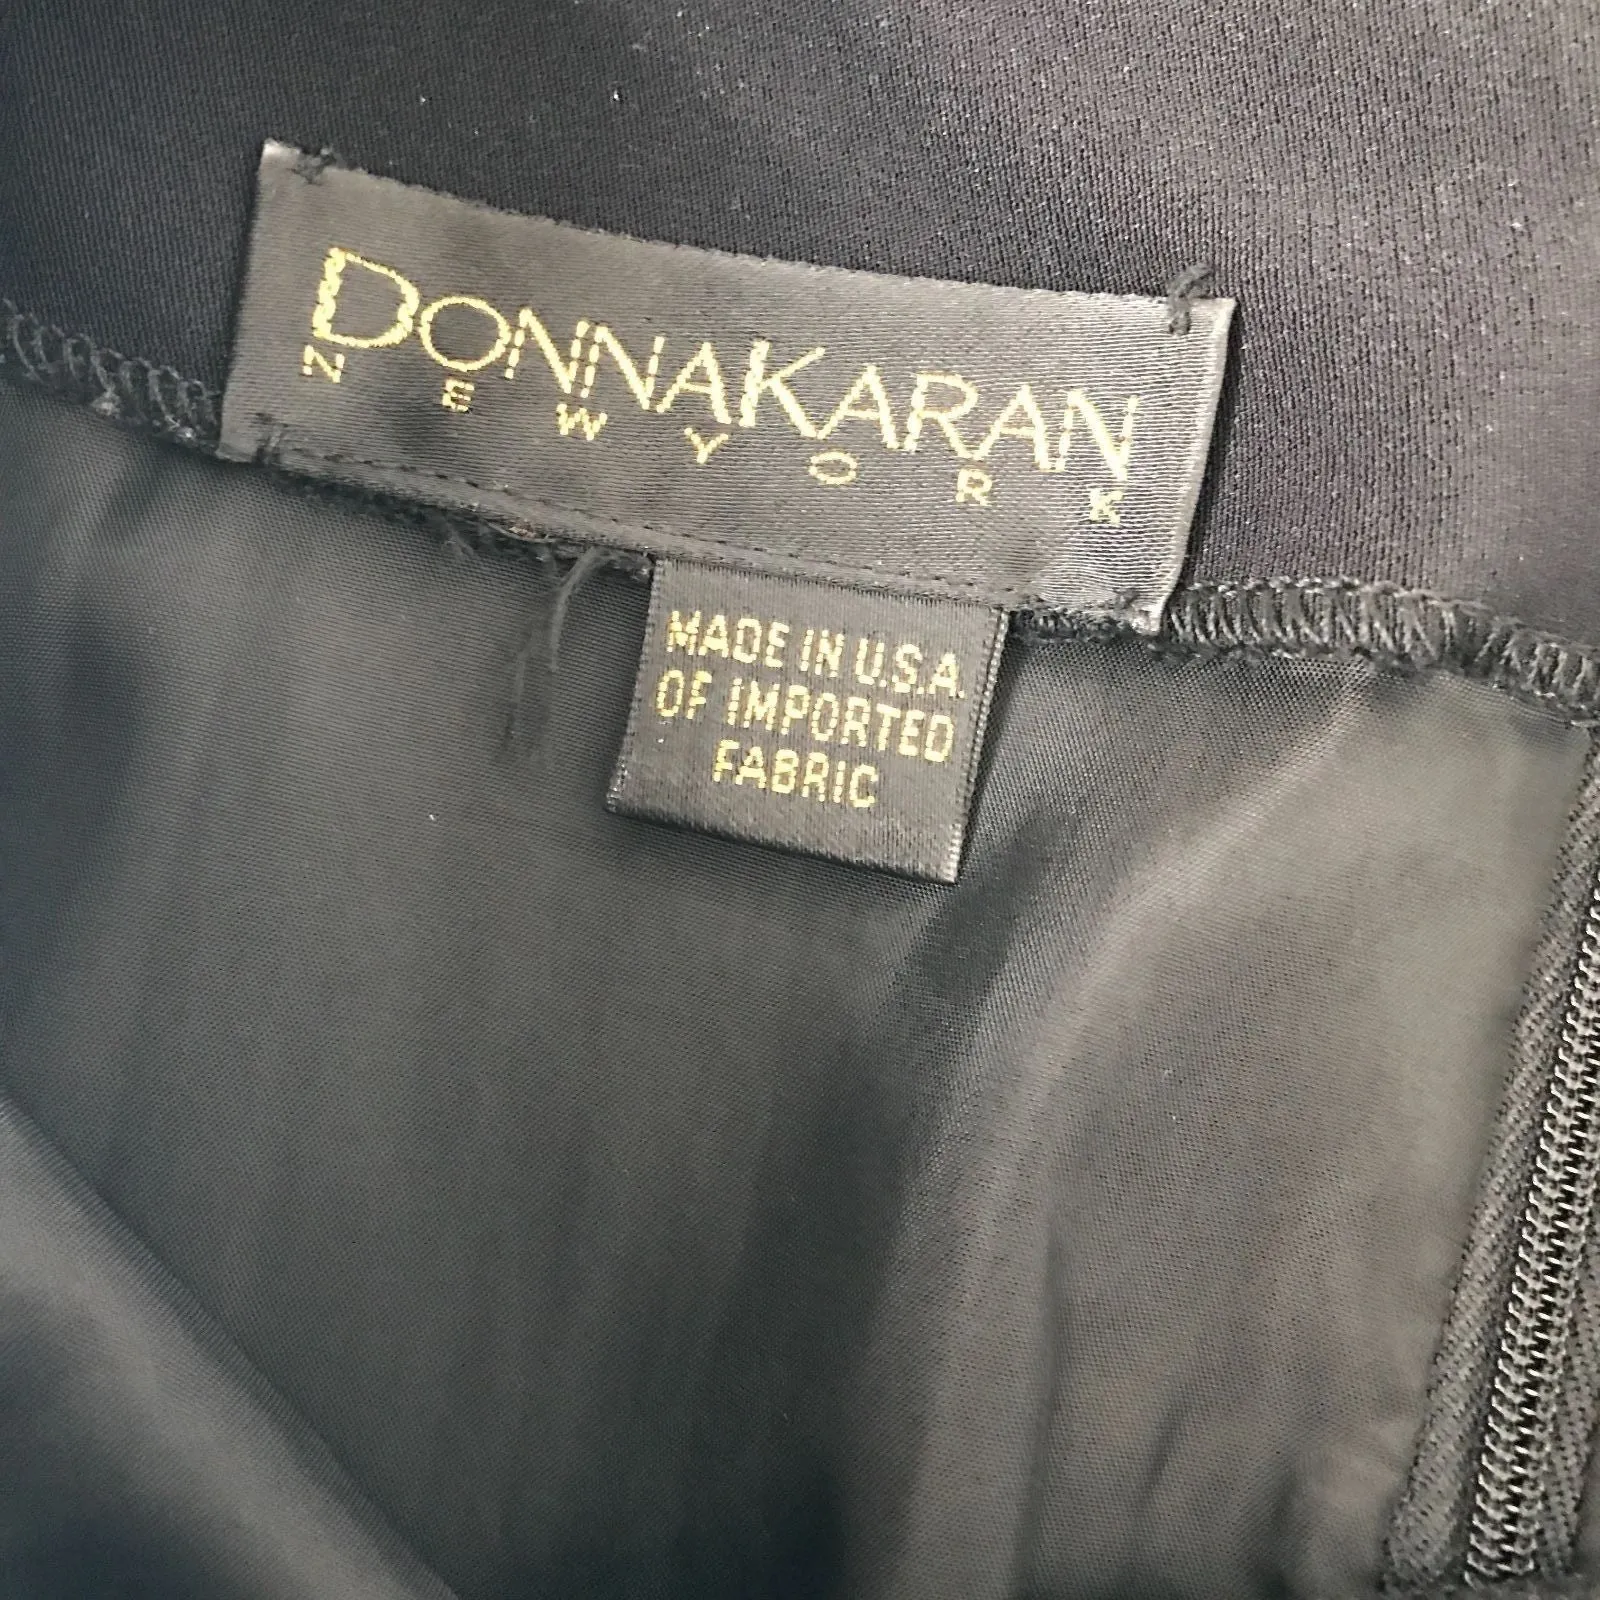 DONNAKARAN
NEW YORK
MADE IN U.S.A.
OF IMPORTED
FABRIC